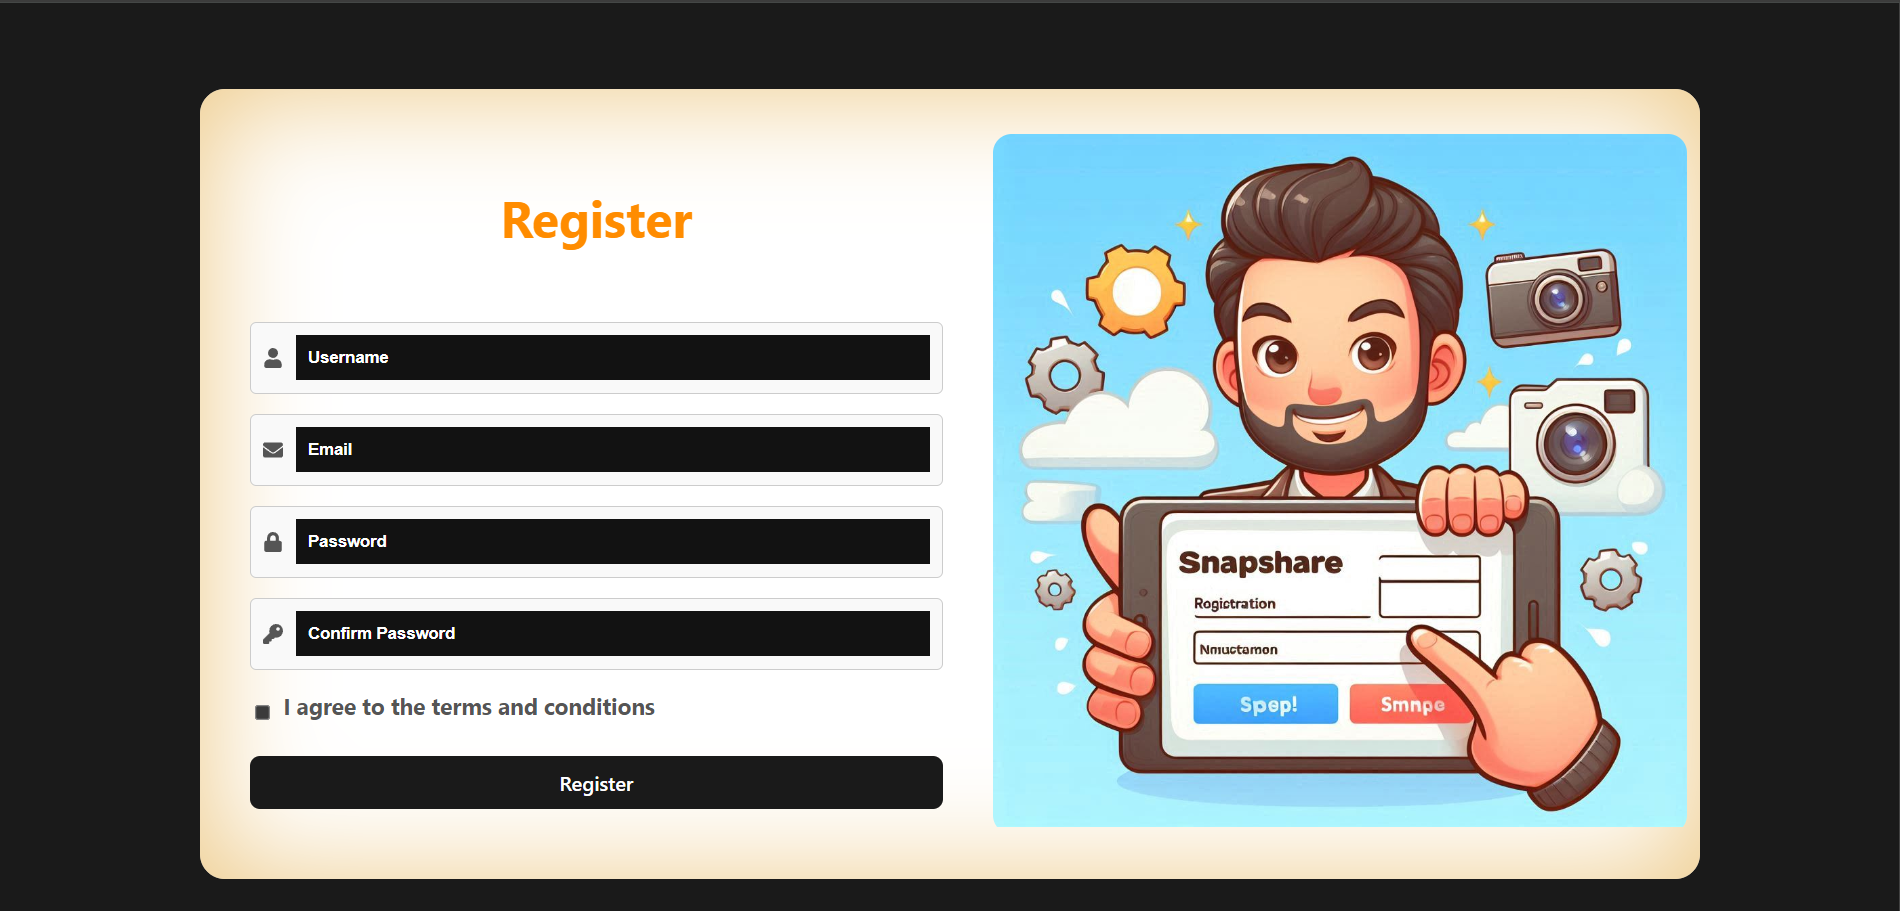 Register
Username
Email
Password
Confirm Password
I agree to the terms and conditions
Register
Snapshare
Rogictration
Nmuctamon
Spep!
Smnpe